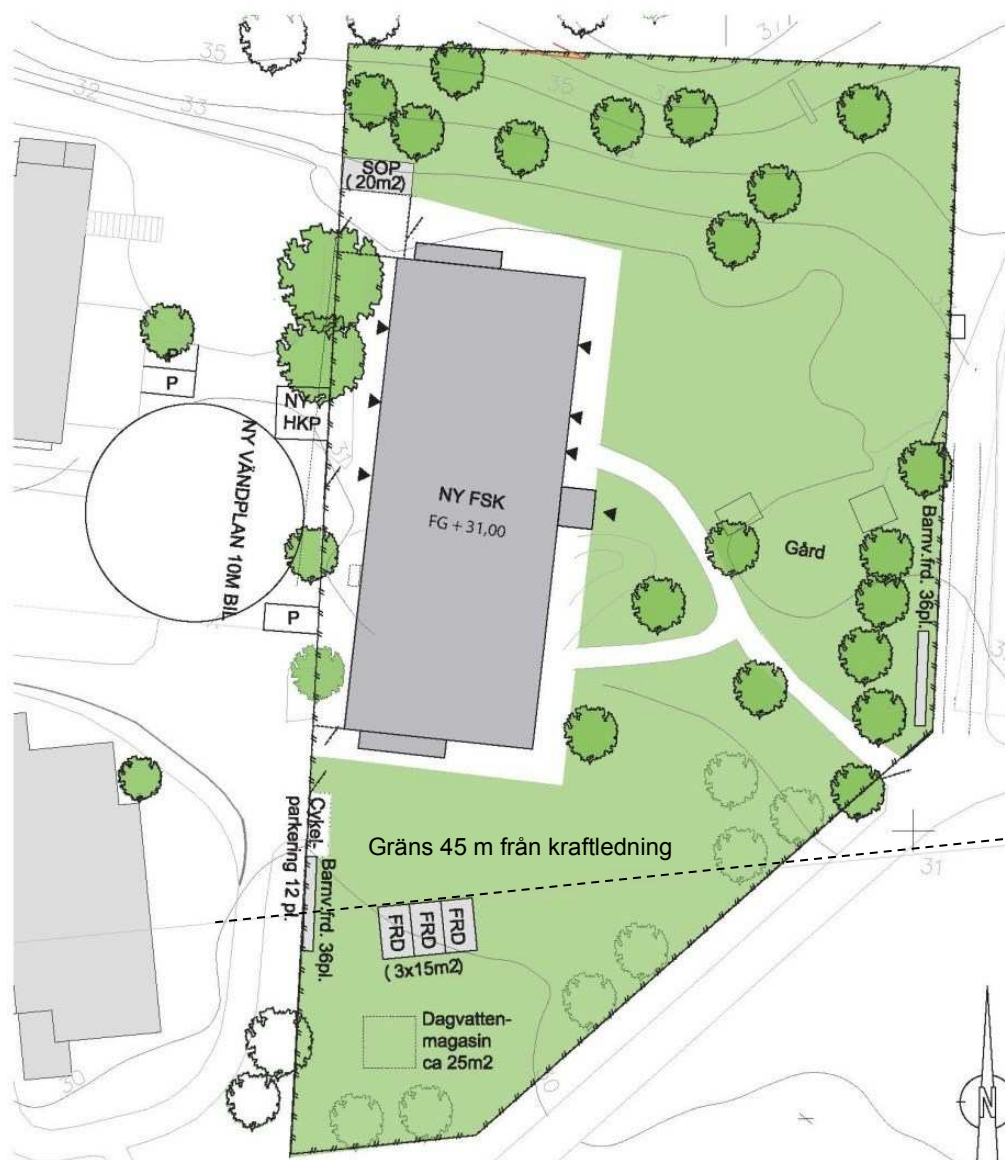 35
37
32
33
35
SOP
( 20m2)
P
P
NY
HKP
NY VÄNDPLAN 10M BIL
31
NY FSK
FG + 31,00
Gård
Barnv.frd. 36pl.
P
Cykel-
parkering 12 pl.
Barnv.frd. 36pl.
Gräns 45 m från kraftledning
31
FRD
FRD
FRD
( 3x15m2)
Dagvatten-
magasin
ca 25m2
30
N